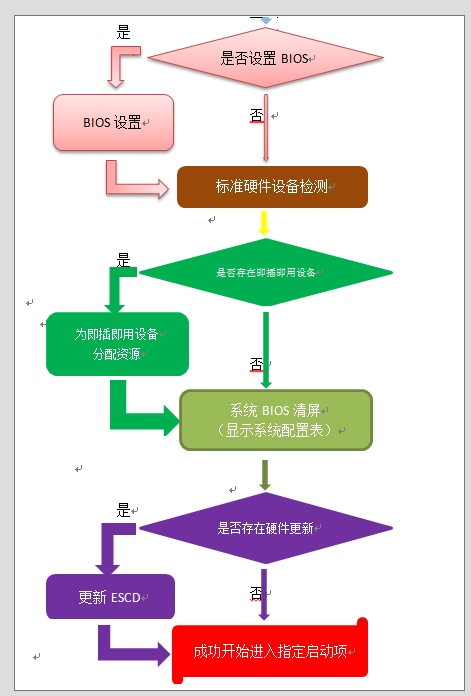 是
是否设置 BIOS
BIOS 设置
否
标准硬件设备检测
是
是否存在即插即用设备
为即插即用设备
分配资源
否
系统 BIOS 清屏
（显示系统配置表）
是
是否存在硬件更新
更新 ESCD
否
成功开始进入指定启动项